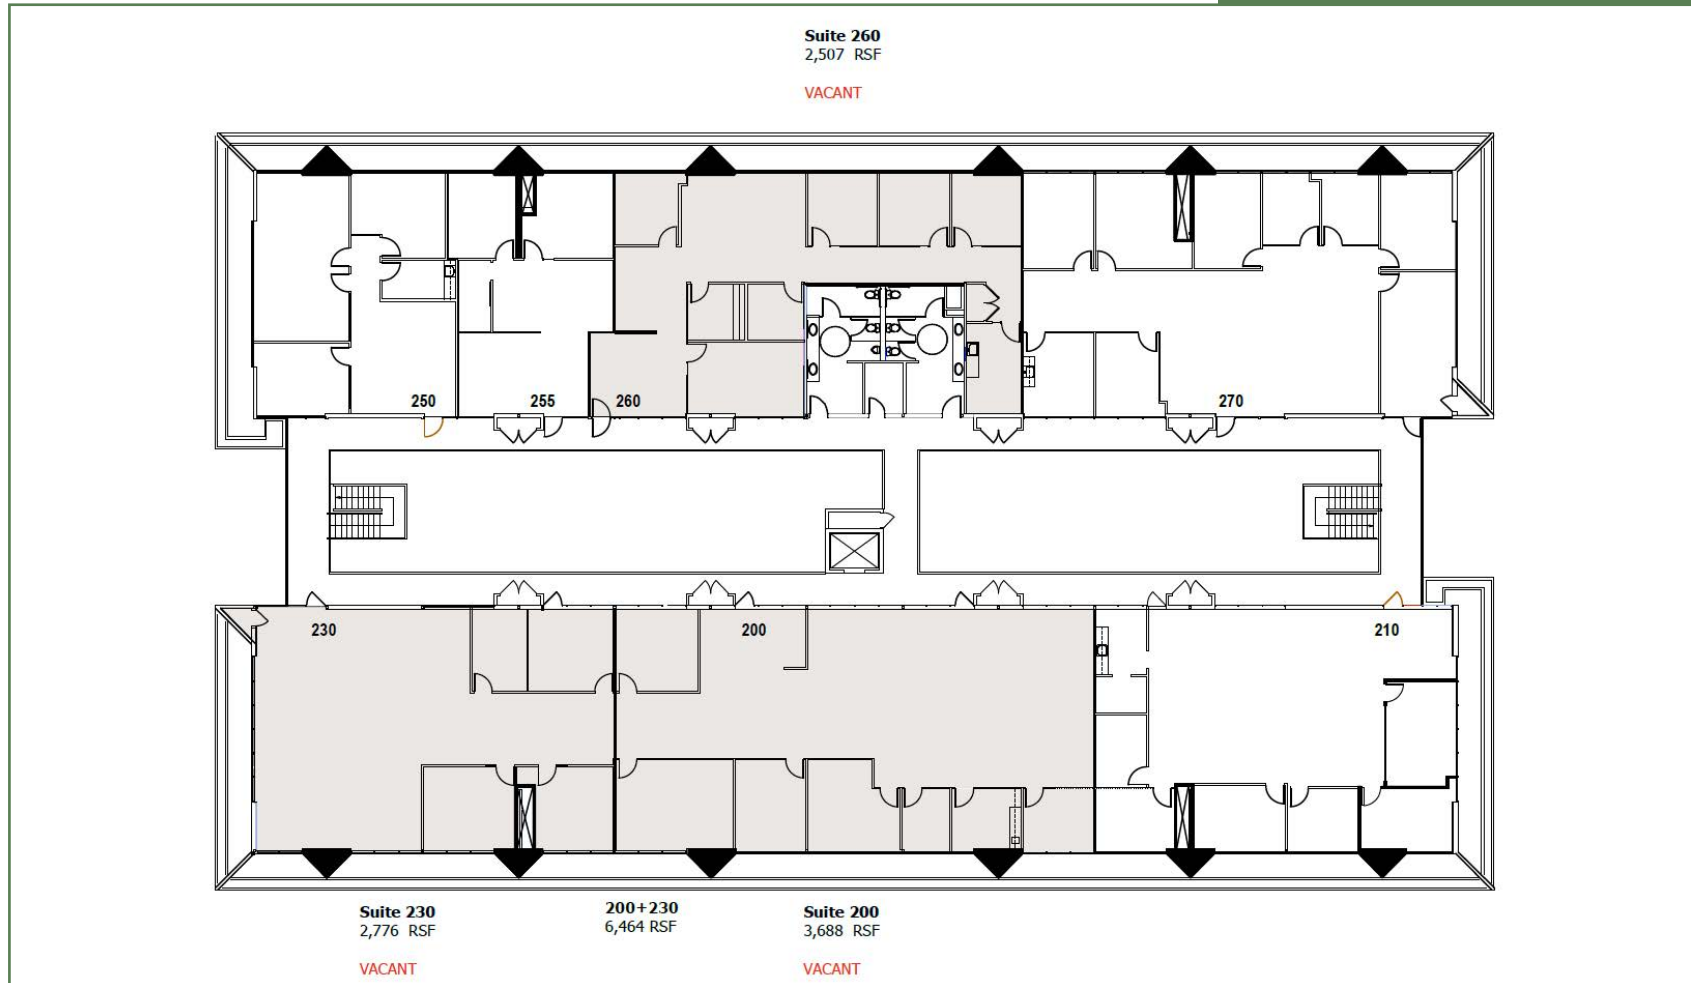 Suite 260
2,507 RSF
VACANT
250
255
260
270
230
200
210
Suite 230
2,776 RSF
VACANT
200+230
6,464 RSF
Suite 200
3,688 RSF
VACANT